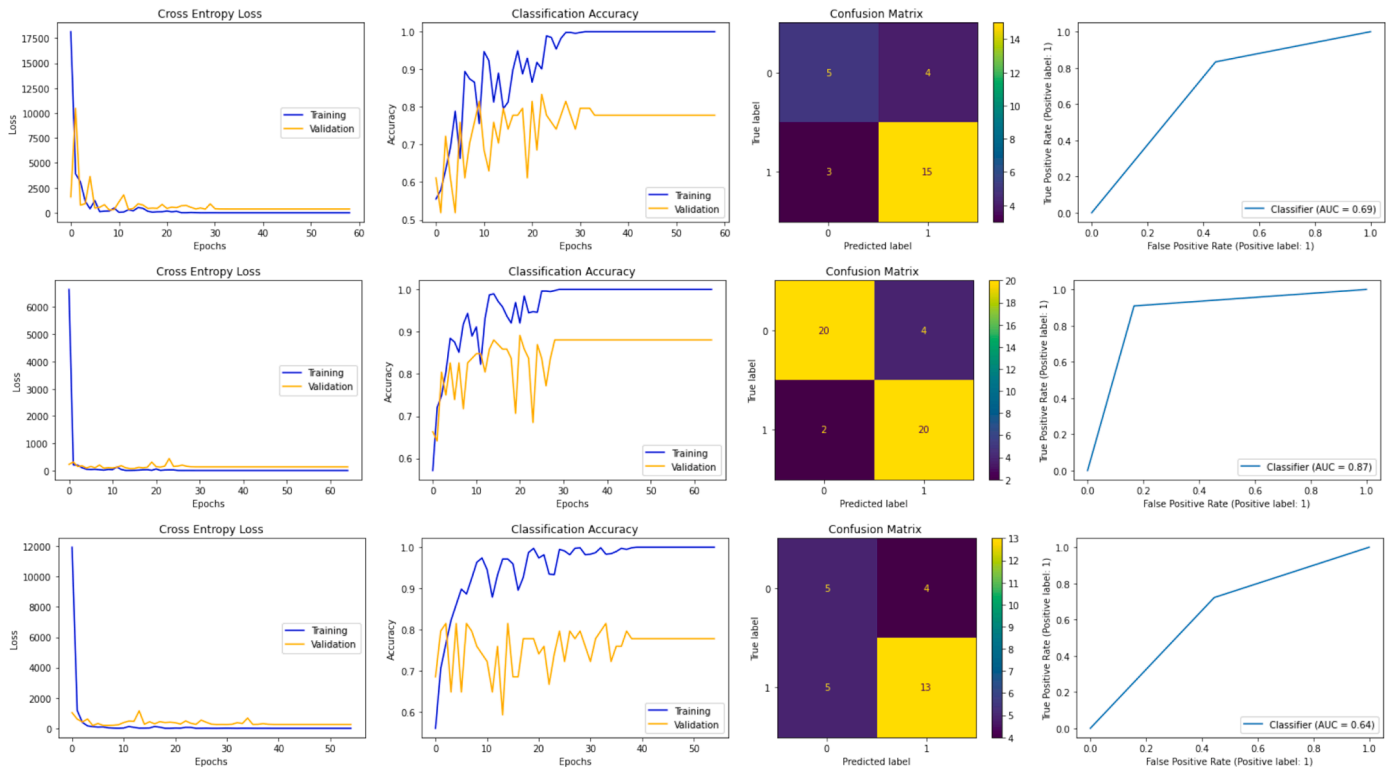 Cross Entropy Loss
17500
15000
12500
10000
7500
5000
2500
0
Loss
Training
Validation
0 10 20 30 40 50 60
Epochs
Classification Accuracy
1.0
0.9
0.8
0.7
0.6
0.5
Accuracy
Training
Validation
0 10 20 30 40 50 60
Epochs
Confusion Matrix
0
1
True label
5 4
3 15
0 1
Predicted label
14
12
10
8
6
4
1.0
0.8
0.6
0.4
0.2
0.0
True Positive Rate (Positive label: 1)
Classifier (AUC = 0.69)
0.0 0.2 0.4 0.6 0.8 1.0
False Positive Rate (Positive label: 1)
Cross Entropy Loss
6000
5000
4000
3000
2000
1000
0
Loss
Training
Validation
0 10 20 30 40 50 60
Epochs
Classification Accuracy
1.0
0.9
0.8
0.7
0.6
Accuracy
Training
Validation
0 10 20 30 40 50 60
Epochs
Confusion Matrix
0
1
True label
20 4
2 20
0 1
Predicted label
20
18
16
14
12
10
8
6
4
2
1.0
0.8
0.6
0.4
0.2
0.0
True Positive Rate (Positive label: 1)
Classifier (AUC = 0.87)
0.0 0.2 0.4 0.6 0.8 1.0
False Positive Rate (Positive label: 1)
Cross Entropy Loss
12000
10000
8000
6000
4000
2000
0
Loss
Training
Validation
0 10 20 30 40 50
Epochs
Classification Accuracy
1.0
0.9
0.8
0.7
0.6
Accuracy
Training
Validation
0 10 20 30 40 50
Epochs
Confusion Matrix
0
1
True label
5 4
5 13
0 1
Predicted label
13
12
11
10
9
8
7
6
5
4
1.0
0.8
0.6
0.4
0.2
0.0
True Positive Rate (Positive label: 1)
Classifier (AUC = 0.64)
0.0 0.2 0.4 0.6 0.8 1.0
False Positive Rate (Positive label: 1)